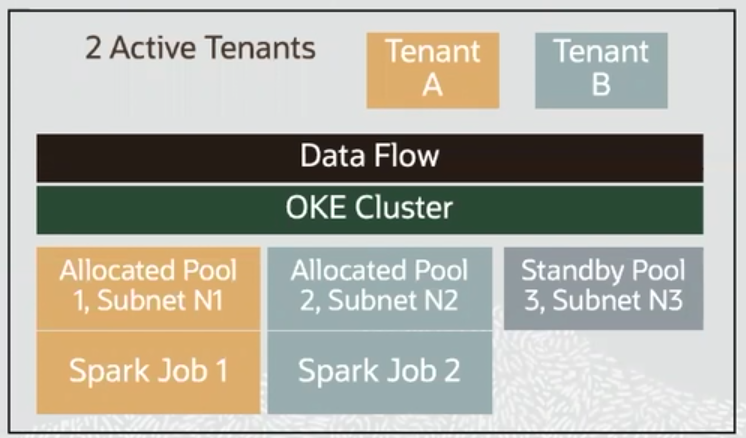 2 Active Tenants
Tenant
A
Tenant
B
Data Flow
OKE Cluster
Allocated Pool
1, Subnet N1
Allocated Pool
2, Subnet N2
Standby Pool
3, Subnet N3
Spark Job 1
Spark Job 2